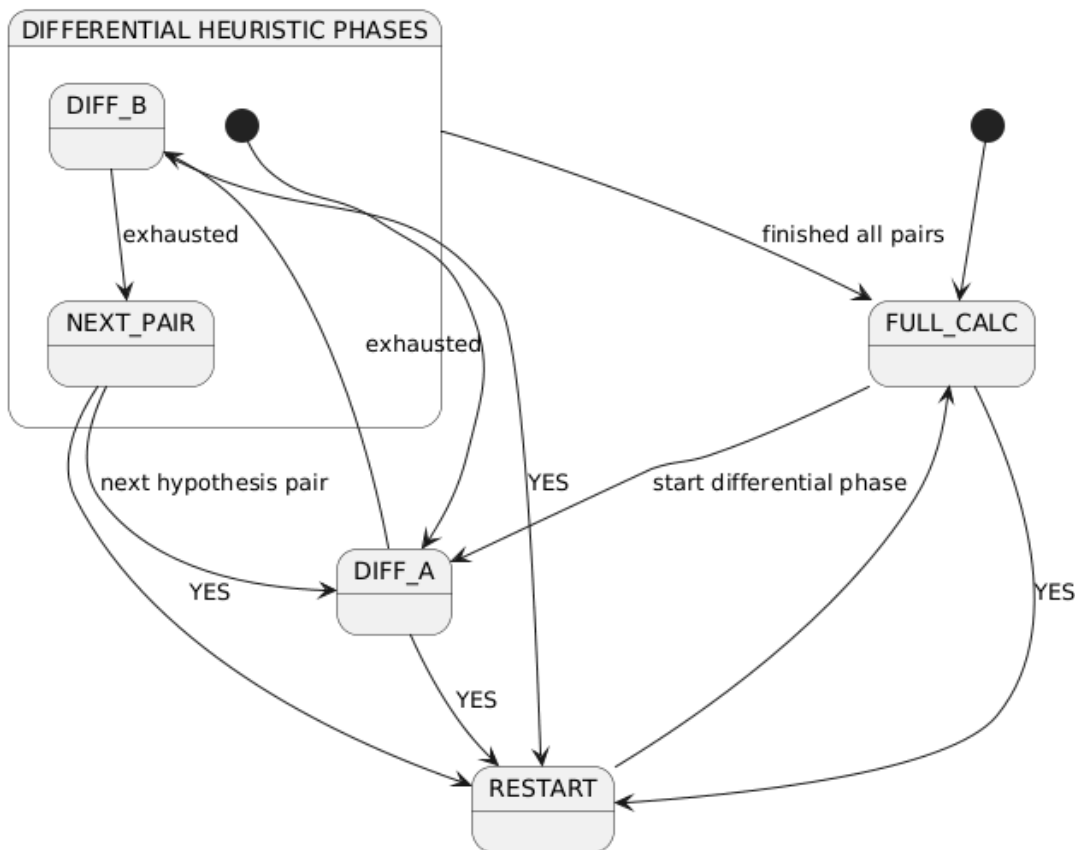 DIFFERENTIAL HEURISTIC PHASES
DIFF_B
exhausted
finished all pairs
NEXT_PAIR
FULL_CALC
exhausted
next hypothesis pair
YES
start differential phase
DIFF_A
YES
YES
YES
RESTART